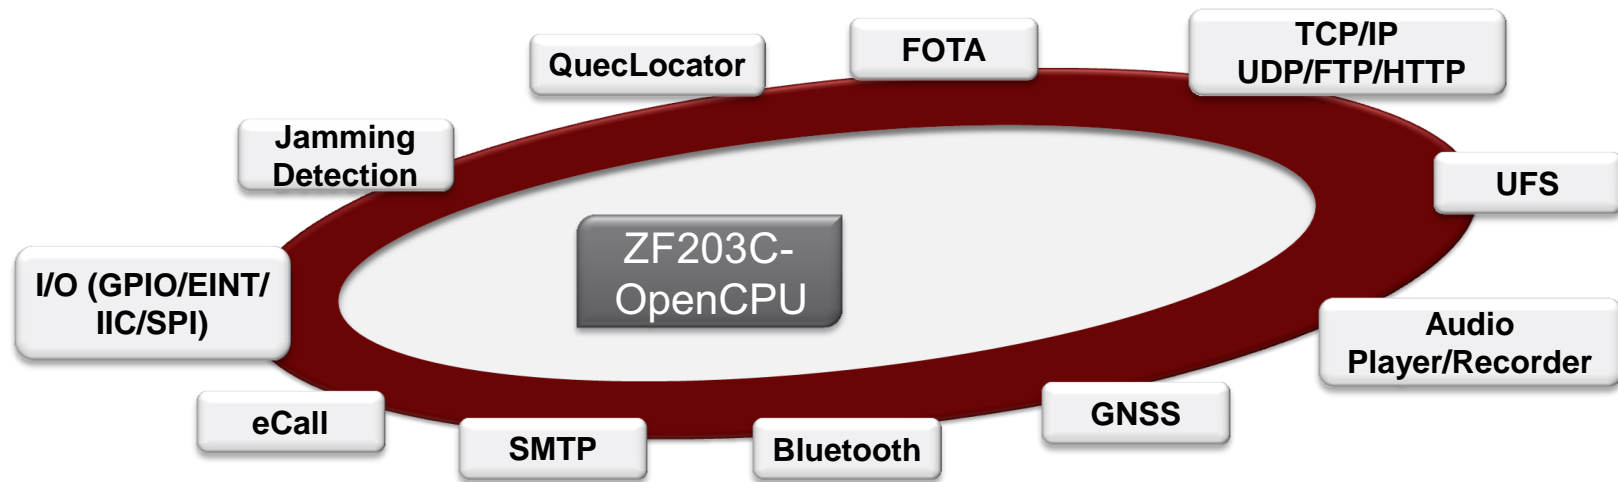 QuecLocator
FOTA
TCP/IP
UDP/FTP/HTTP
Jamming
Detection
UFS
ZF203C-
OpenCPU
I/O (GPIO/EINT/
IIC/SPI)
Audio
Player/Recorder
eCall
SMTP
Bluetooth
GNSS